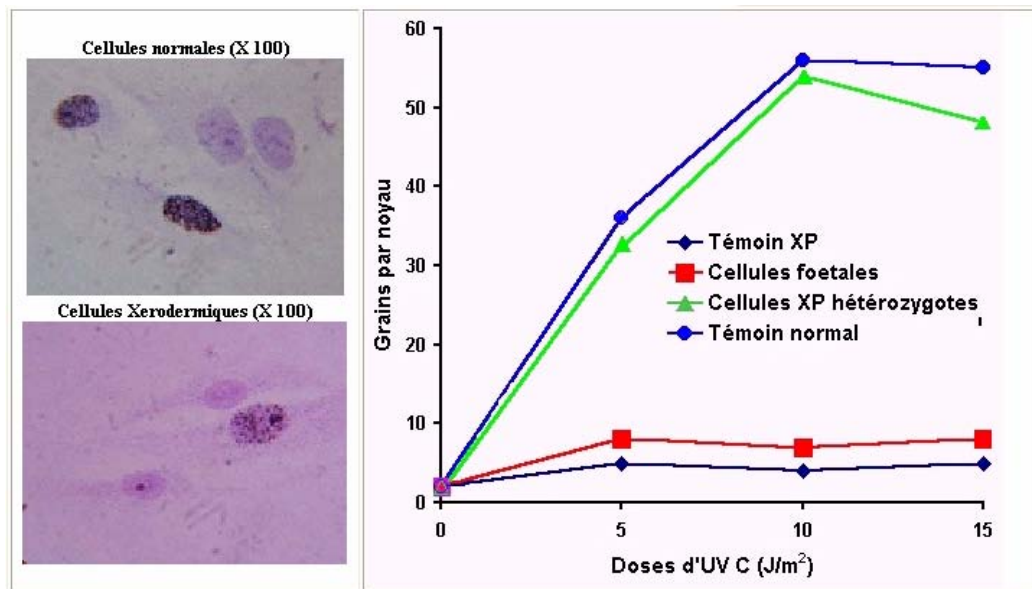 Cellules normales (X 100)
Cellules Xerodermiques (X 100)
Grains par noyau
60
50
40
30
20
10
0
Témoin XP
Cellules foetales
Cellules XP hétérozygotes
Témoin normal
0 5 10 15
Doses d'UV C (J/m²)